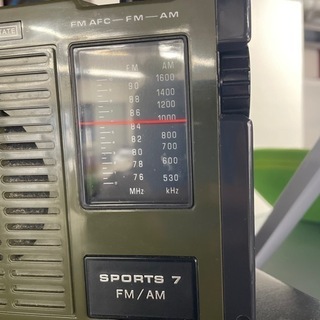 ATE
FM AFC—FM—AM
FM AM
90 1600
88 1400
86 1200
84 1000
82 800
80 700
78 600
76 530
MHz kHz
SPORTS 7
FM/AM